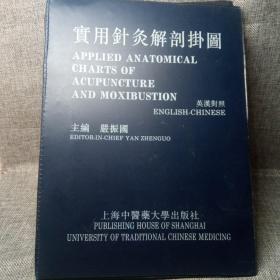 實用針灸解剖掛圖
APPLIED ANATOMICAL
CHARTS OF
ACUPUNCTURE
AND MOXIBUSTION
英漢對照
ENGLISH-CHINESE
主編 嚴振國
EDITOR-IN-CHIEF YAN ZHENGUO
上海中醫藥大學出版社
PUBLISHING HOUSE OF SHANGHAI
UNIVERSITY OF TRADITIONAL CHINESE MEDICING